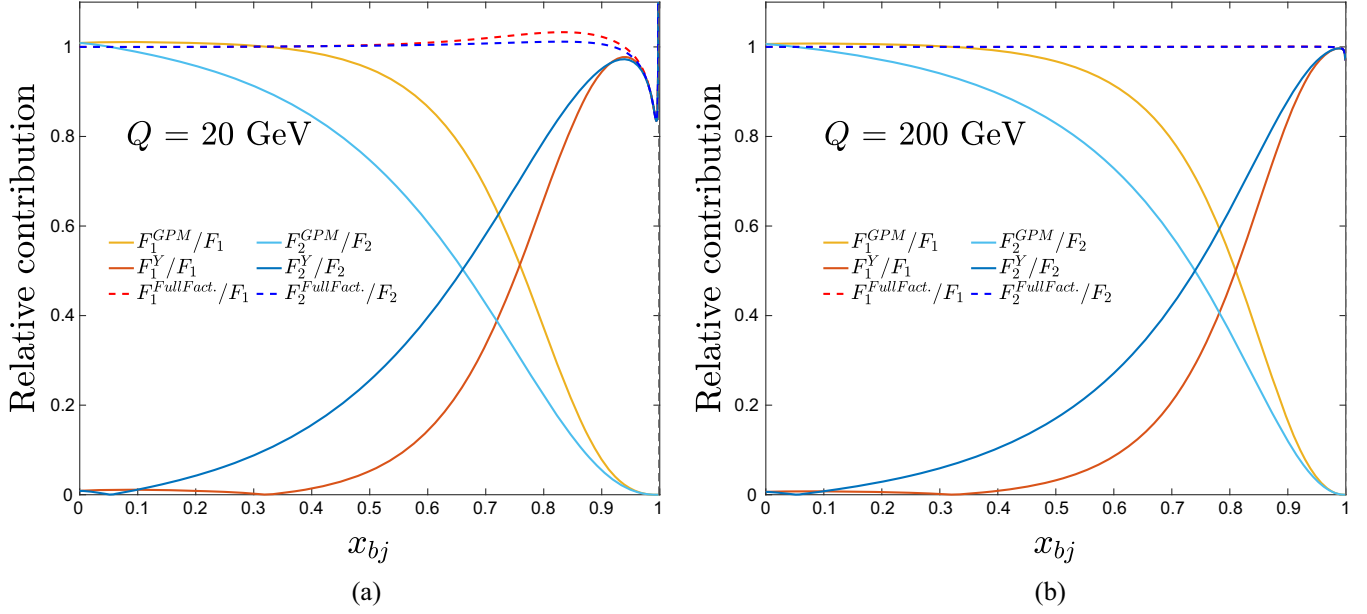 Relative contribution
1
0.8
0.6
0.4
0.2
0
Q = 20 GeV
F_1^{GPM}/F_1 F_2^{GPM}/F_2
F_1^Y/F_1 F_2^Y/F_2
F_1^{FullFact.}/F_1 F_2^{FullFact.}/F_2
0 0.1 0.2 0.3 0.4 0.5 0.6 0.7 0.8 0.9 1
x_{bj}
(a)
Relative contribution
1
0.8
0.6
0.4
0.2
0
Q = 200 GeV
F_1^{GPM}/F_1 F_2^{GPM}/F_2
F_1^Y/F_1 F_2^Y/F_2
F_1^{FullFact.}/F_1 F_2^{FullFact.}/F_2
0 0.1 0.2 0.3 0.4 0.5 0.6 0.7 0.8 0.9 1
x_{bj}
(b)